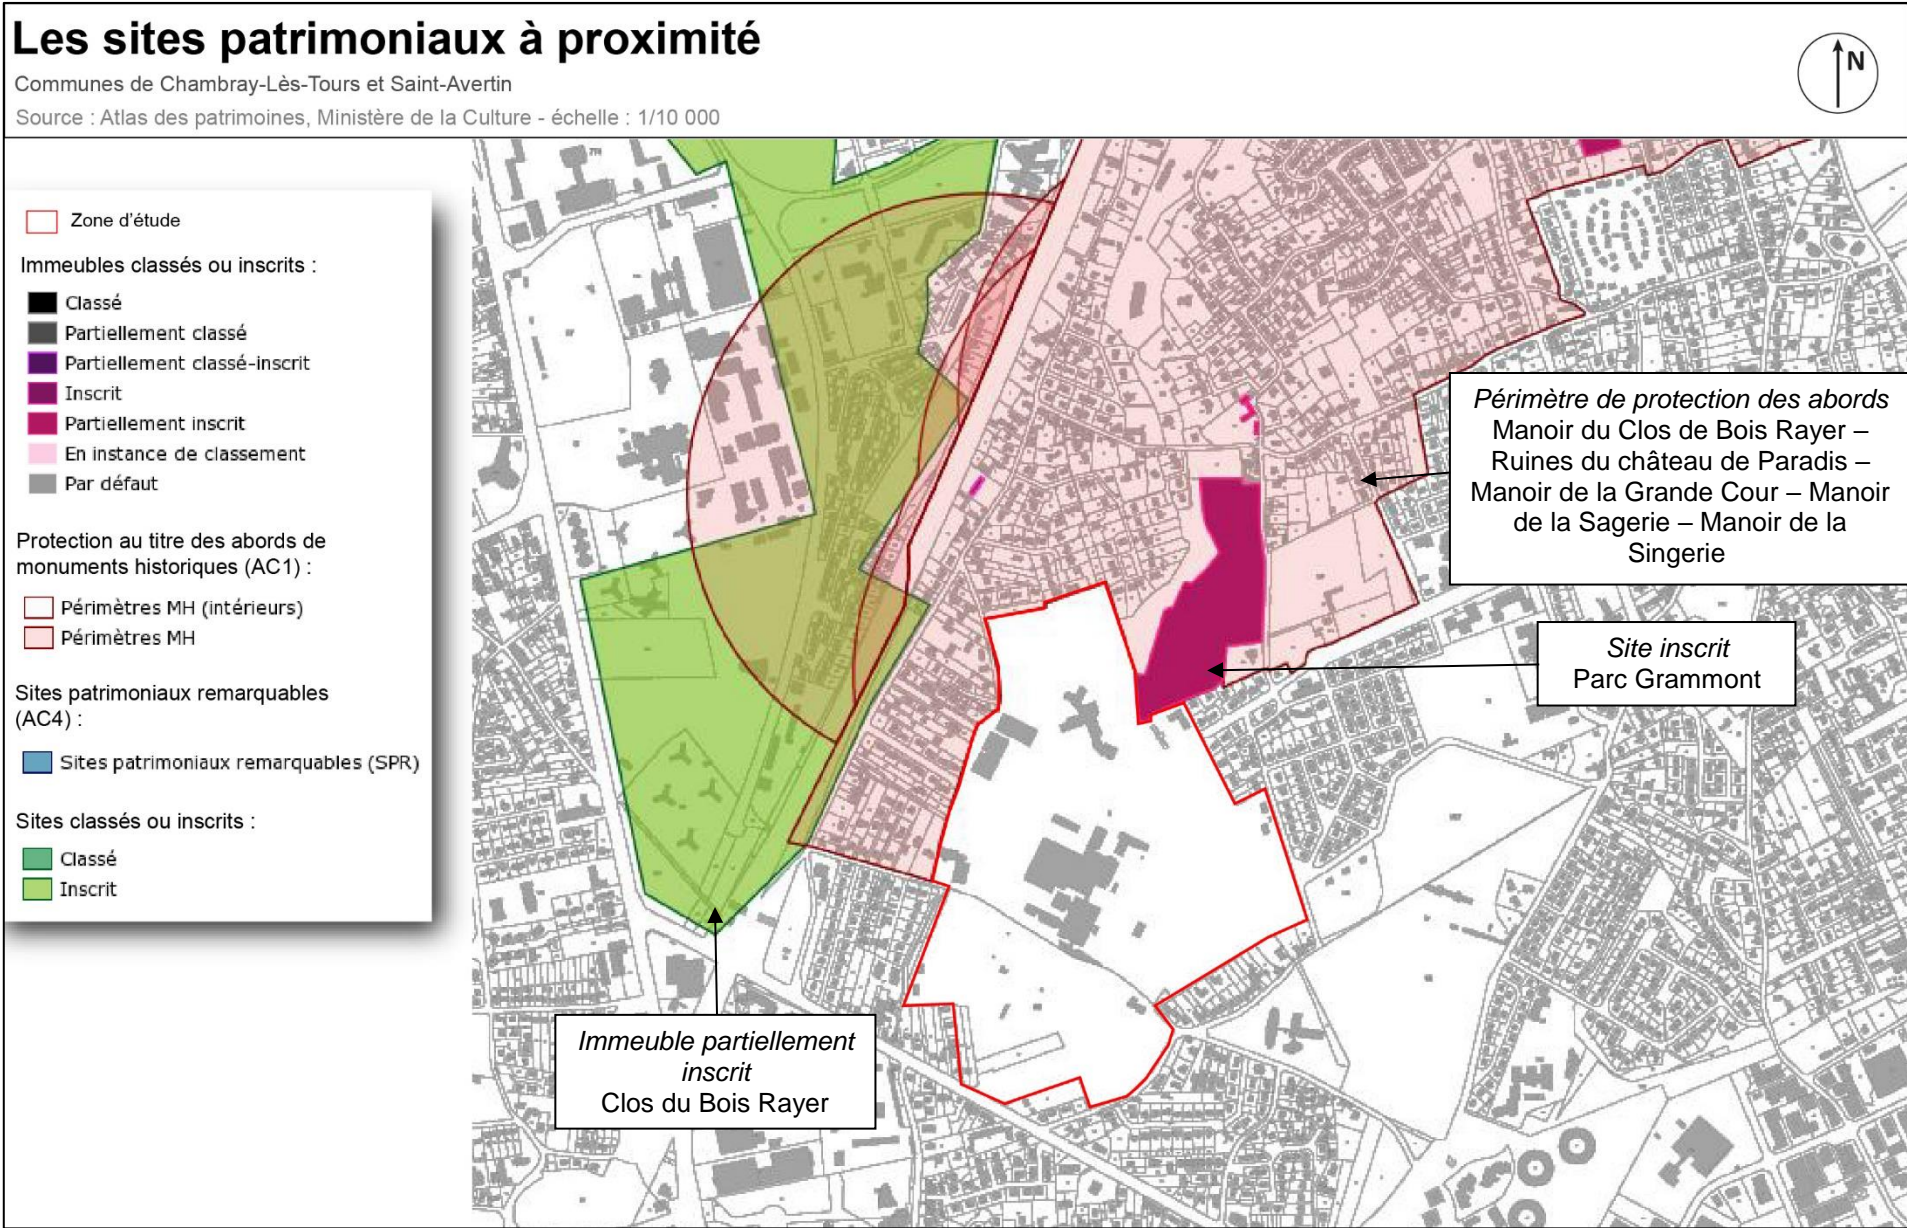 Les sites patrimoniaux à proximité
Communes de Chambray-Lès-Tours et Saint-Avertin
Source : Atlas des patrimoines, Ministère de la Culture - échelle : 1/10 000
N
Zone d'étude
Immeubles classés ou inscrits :
Classé
Partiellement classé
Partiellement classé-inscrit
Inscrit
Partiellement inscrit
En instance de classement
Par défaut
Protection au titre des abords de
monuments historiques (AC1) :
Périmètres MH (intérieurs)
Périmètres MH
Sites patrimoniaux remarquables
(AC4) :
Sites patrimoniaux remarquables (SPR)
Sites classés ou inscrits :
Classé
Inscrit
Périmètre de protection des abords
Manoir du Clos de Bois Rayer –
Ruines du château de Paradis –
Manoir de la Grande Cour – Manoir
de la Sagerie – Manoir de la
Singerie
Site inscrit
Parc Grammont
Immeuble partiellement
inscrit
Clos du Bois Rayer